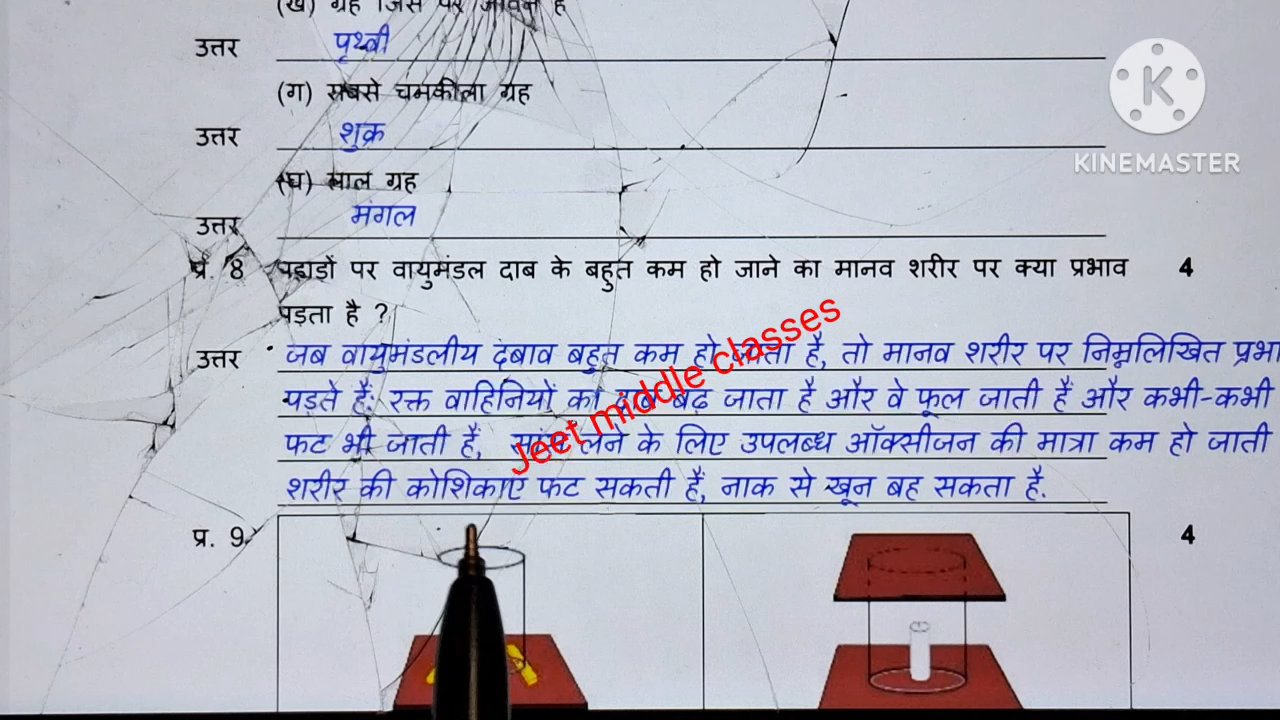 (ख) ग्रह जिस पर जीवन है
उत्तर पृथ्वी
(ग) सबसे चमकीला ग्रह
उत्तर शुक्र
(घ) लाल ग्रह
उत्तर मंगल
प्र. 8 पहाड़ों पर वायुमंडल दाब के बहुत कम हो जाने का मानव शरीर पर क्या प्रभाव 4
पड़ता है ?
उत्तर जब वायुमंडलीय दबाव बहुत कम हो जाता है, तो मानव शरीर पर निम्नलिखित प्रभा
पड़ते हैं: रक्त वाहिनियों का दाब बढ़ जाता है और वे फूल जाती हैं और कभी-कभी
फट भी जाती हैं, सांस लेने के लिए उपलब्ध ऑक्सीजन की मात्रा कम हो जाती
शरीर की कोशिकाएं फट सकती हैं, नाक से खून बह सकता है.
प्र. 9 4
KINEMASTER
Jeet middle classes